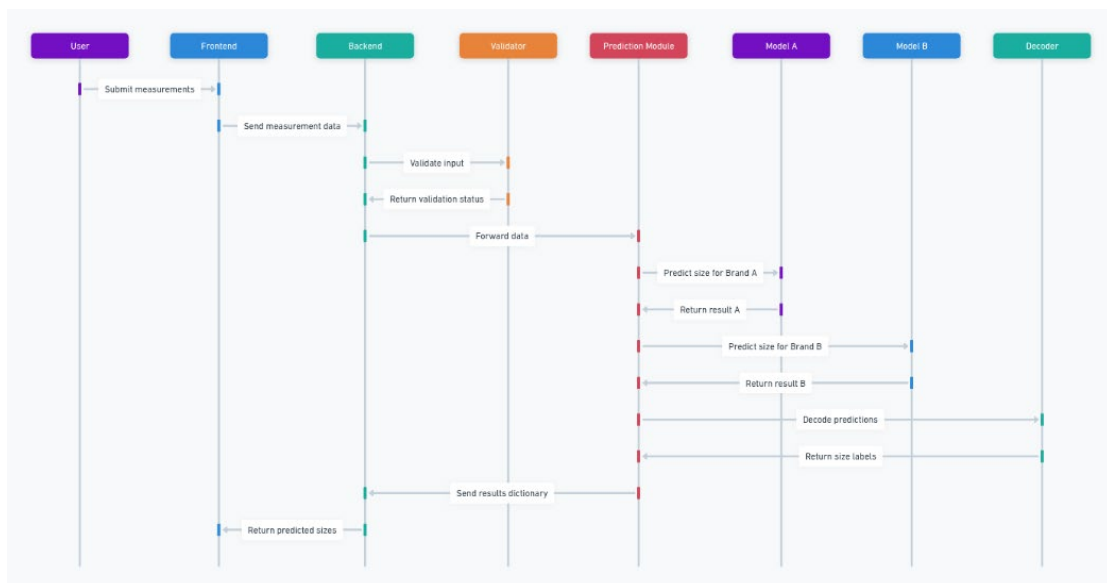 User
Frontend
Backend
Validator
Prediction Module
Model A
Model B
Decoder
Submit measurements
Send measurement data
Validate input
Return validation status
Forward data
Predict size for Brand A
Return result A
Predict size for Brand B
Return result B
Decode predictions
Return size labels
Send results dictionary
Return predicted sizes